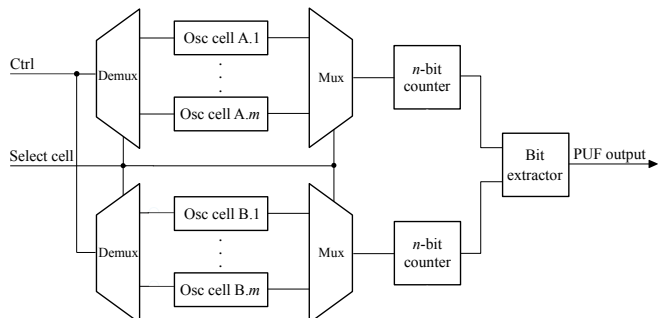 Ctrl
Demux
Osc cell A.1
Osc cell A.m
Mux
n-bit
counter
Select cell
Bit
extractor
PUF output
Demux
Osc cell B.1
Osc cell B.m
Mux
n-bit
counter